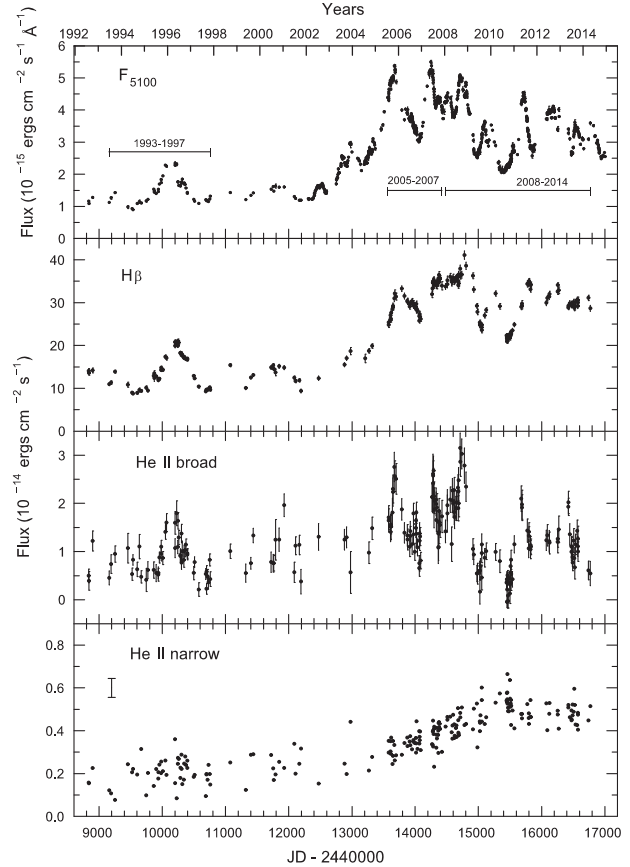 Years
1992 1994 1996 1998 2000 2002 2004 2006 2008 2010 2012 2014
Flux (10 −15 ergs cm −2 s−1 Å−1)
6
5
4
3
2
1
0
F5100
1993-1997
2005-2007
2008-2014
Flux (10 −14 ergs cm −2 s−1)
40
30
20
10
0
Hβ
3
2
1
0
He II broad
0.8
0.6
0.4
0.2
0.0
He II narrow
9000 10000 11000 12000 13000 14000 15000 16000 17000
JD - 2440000